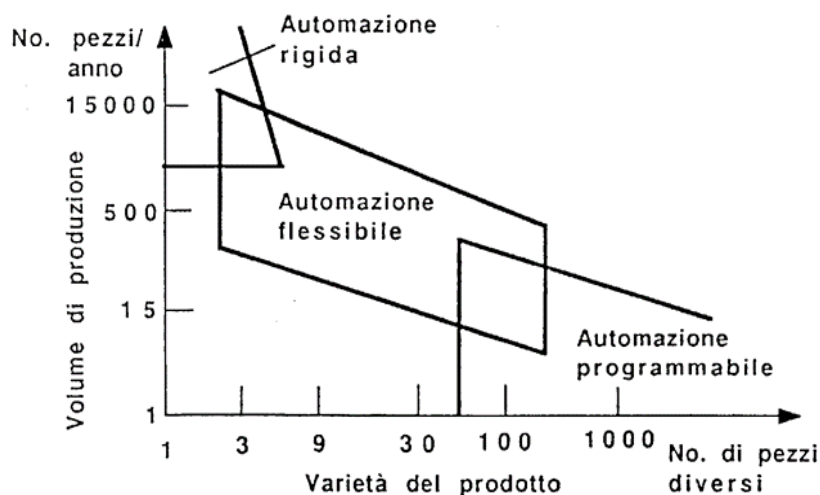 No. pezzi/
anno
Automazione
rigida
15000
500
15
1
Volume di produzione
Automazione
flessibile
Automazione
programmabile
1 3 9 30 100 1000
No. di pezzi
diversi
Varietà del prodotto